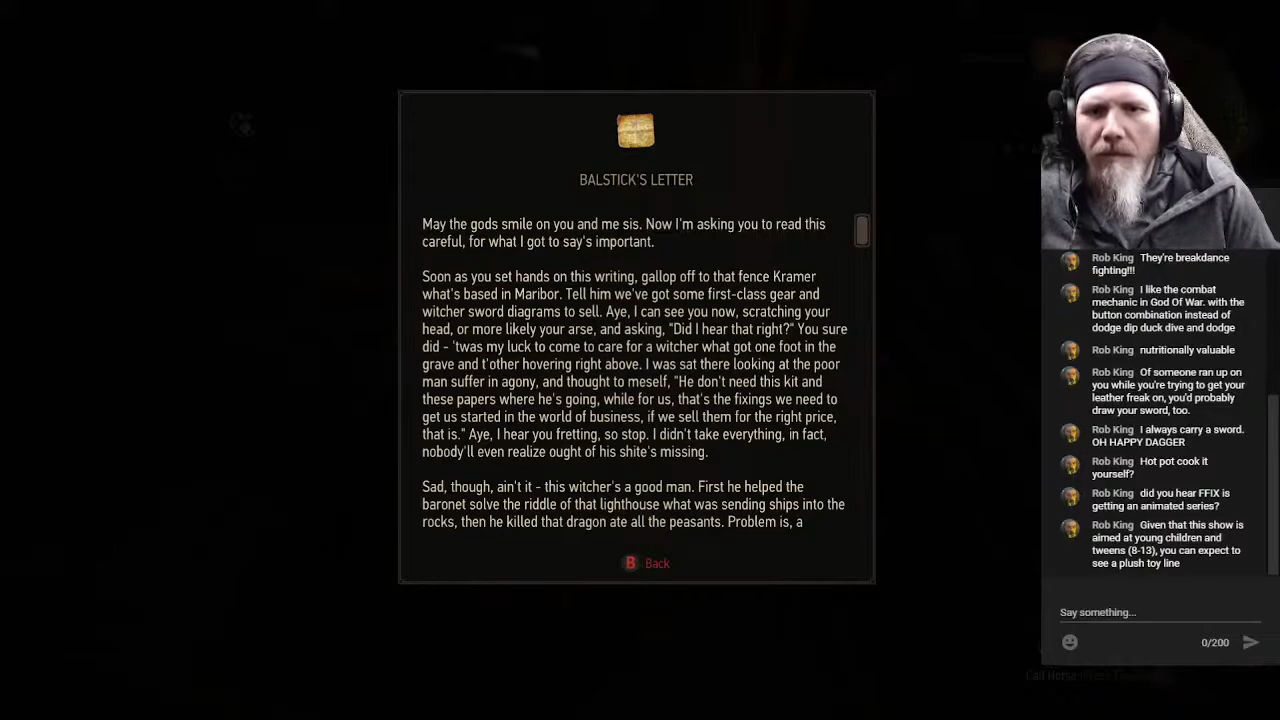 BALSTICK'S LETTER
May the gods smile on you and me sis. Now I'm asking you to read this
careful, for what I got to say's important.
Soon as you set hands on this writing, gallop off to that fence Kramer
what's based in Maribor. Tell him we've got some first-class gear and
witcher sword diagrams to sell. Aye, I can see you now, scratching your
head, or more likely your arse, and asking, "Did I hear that right?" You sure
did - 'twas my luck to come to care for a witcher what got one foot in the
grave and t'other hovering right above. I was sat there looking at the poor
man suffer in agony, and thought to meself, "He don't need this kit and
these papers where he's going, while for us, that's the fixings we need to
get us started in the world of business, if we sell them for the right price,
that is." Aye, I hear you fretting, so stop. I didn't take everything, in fact,
nobody'll even realize ought of his shite's missing.
Sad, though, ain't it - this witcher's a good man. First he helped the
baronet solve the riddle of that lighthouse what was sending ships into the
rocks, then he killed that dragon ate all the peasants. Problem is, a
B Back
Rob King They're breakdance
fighting!!!
Rob King I like the combat
mechanic in God Of War. with the
button combination instead of
dodge dip duck dive and dodge
Rob King nutritionally valuable
Rob King Of someone ran up on
you while you're trying to get your
leather freak on, you'd probably
draw your sword, too.
Rob King I always carry a sword.
OH HAPPY DAGGER
Rob King Hot pot cook it
yourself?
Rob King did you hear FFIX is
getting an animated series?
Rob King Given that this show is
aimed at young children and
tweens (8-13), you can expect to
see a plush toy line
Say something...
0/200
Call Horse